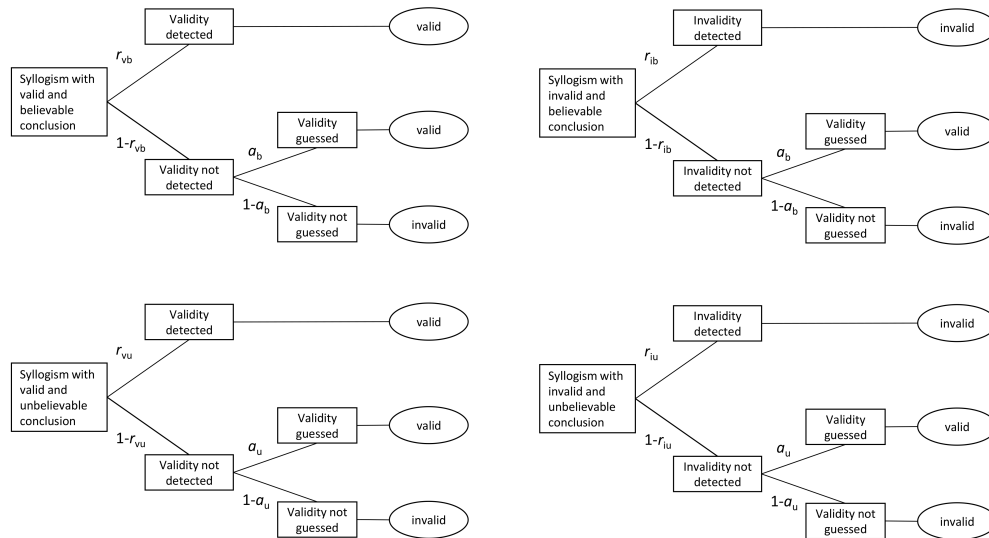 Validity
detected
valid
r_vb
Syllogism with
valid and
believable
conclusion
Validity
guessed
valid
1-r_vb
a_b
Validity not
detected
1-a_b
Validity not
guessed
invalid
Invalidity
detected
invalid
r_ib
Syllogism with
invalid and
believable
conclusion
Validity
guessed
valid
1-r_ib
a_b
Invalidity not
detected
1-a_b
Validity not
guessed
invalid
Validity
detected
valid
r_vu
Syllogism with
valid and
unbelievable
conclusion
Validity
guessed
valid
1-r_vu
a_u
Validity not
detected
1-a_u
Validity not
guessed
invalid
Invalidity
detected
invalid
r_iu
Syllogism with
invalid and
unbelievable
conclusion
Validity
guessed
valid
1-r_iu
a_u
Invalidity not
detected
1-a_u
Validity not
guessed
invalid